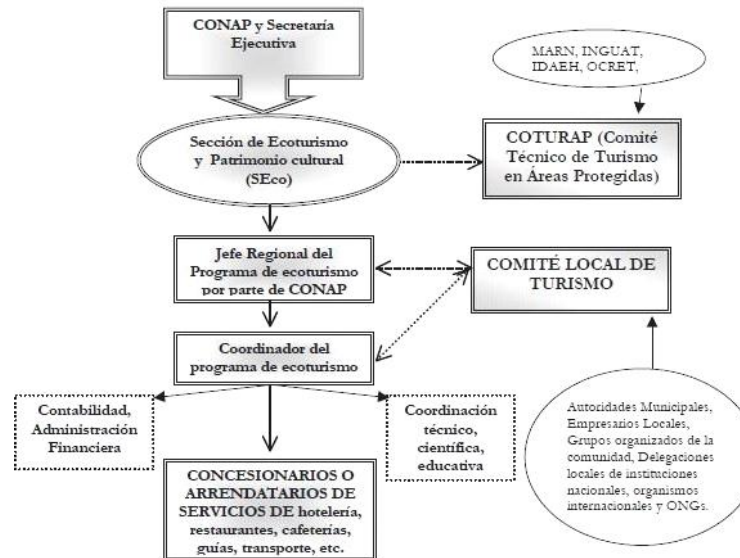 CONAP y Secretaría
Ejecutiva
MARN, INGUAT,
IDAEH, OCRET,
Sección de Ecoturismo
y Patrimonio cultural
(SEco)
COTURAP (Comité
Técnico de Turismo
en Áreas Protegidas)
Jefe Regional del
Programa de ecoturismo
por parte de CONAP
COMITÉ LOCAL DE
TURISMO
Coordinador del
programa de ecoturismo
Contabilidad,
Administración
Financiera
Coordinación
técnico,
científica,
educativa
Autoridades Municipales,
Empresarios Locales,
Grupos organizados de la
comunidad, Delegaciones
locales de instituciones
nacionales, organismos
internacionales y ONGs.
CONCESIONARIOS O
ARRENDATARIOS DE
SERVICIOS DE hotelería,
restaurantes, cafeterías,
guías, transporte, etc.